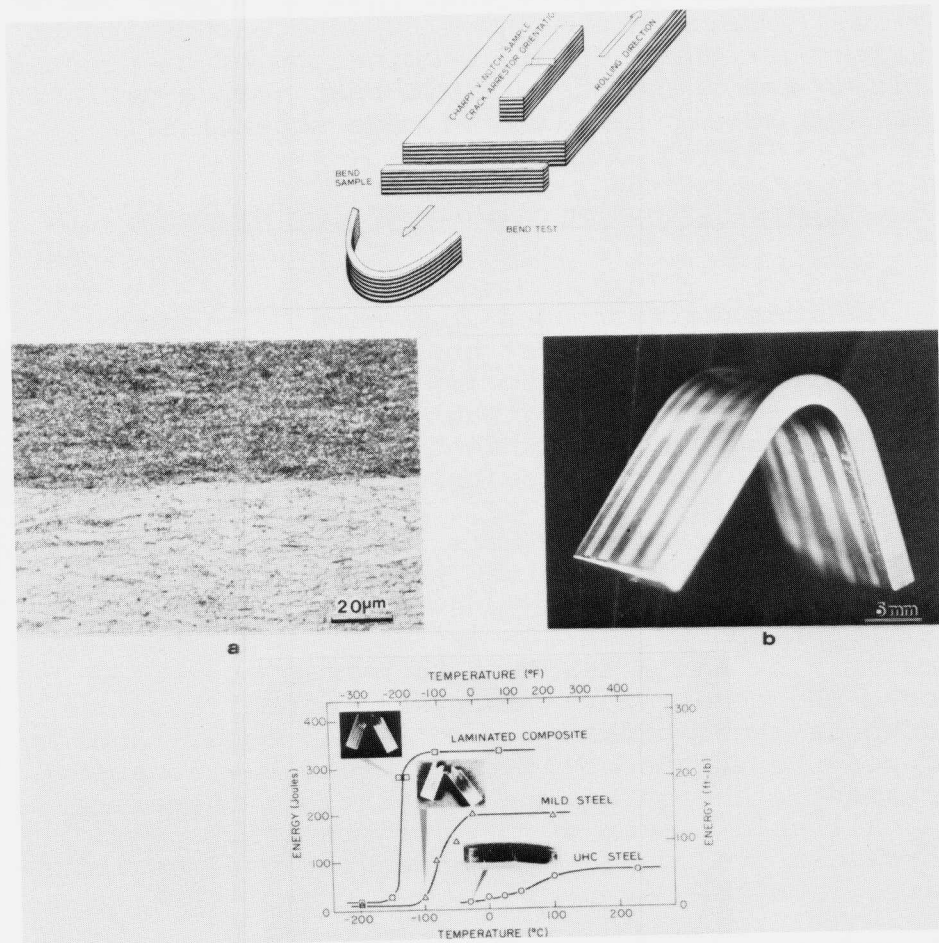 CHARPY V-NOTCH SAMPLE
CRACK ARRESTOR ORIENTATION
ROLLING DIRECTION
BEND
SAMPLE
BEND TEST
20µm
a
5mm
b
TEMPERATURE (°F)
-300 -200 -100 0 100 200 300 400
400
300
200
100
0
ENERGY (Joules)
LAMINATED COMPOSITE
MILD STEEL
UHC STEEL
300
200
100
0
ENERGY (ft-lb)
-200 -100 0 100 200
TEMPERATURE (°C)